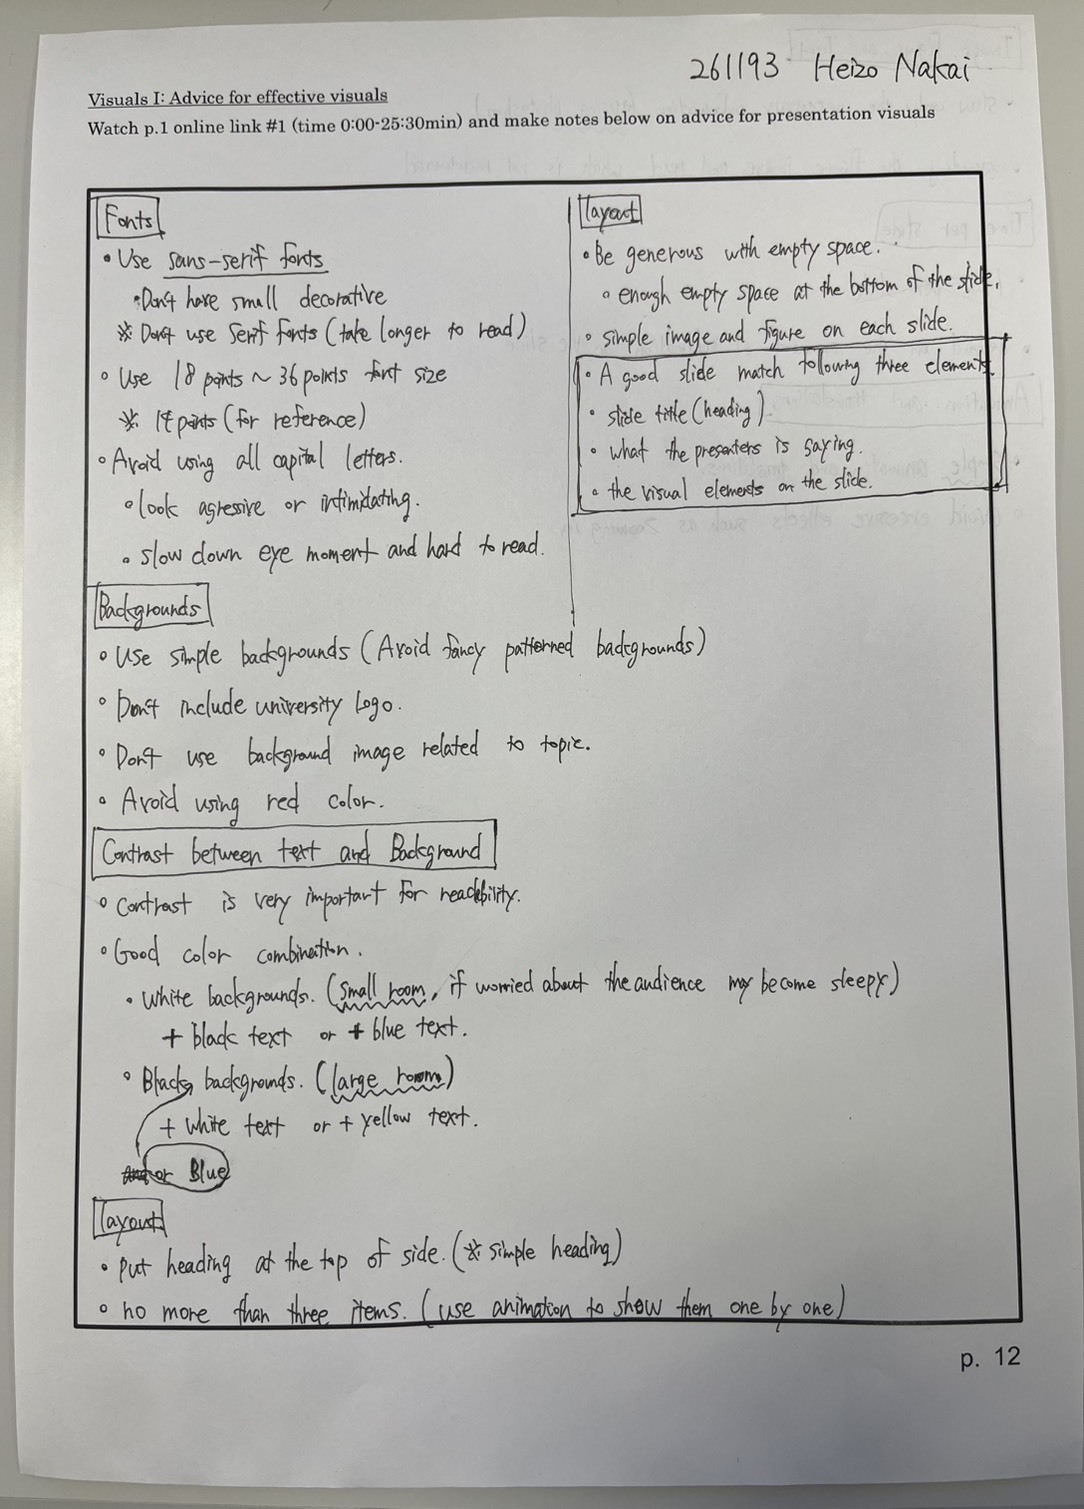 261193 Heizo Nakai
Visuals I: Advice for effective visuals
Watch p.1 online link #1 (time 0:00-25:30min) and make notes below on advice for presentation visuals
Fonts
• Use sans-serif fonts
• Don't have small decorative
※ Don't use serif fonts (take longer to read)
• Use 18 points ~ 36 points font size
※ 14 points (for reference)
• Avoid using all capital letters.
• look agressive or intimidating.
• slow down eye moment and hard to read.
layout
• Be generous with empty space.
• enough empty space at the bottom of the slide.
• simple image and figure on each slide.
• A good slide match following three elements
• slide title (heading)
• what the presenters is saying.
• the visual elements on the slide.
Backgrounds
• Use simple backgrounds (Avoid fancy patterned backgrounds)
• Don't include university logo.
• Don't use background image related to topic.
• Avoid using red color.
Contrast between text and Background
• contrast is very important for readability.
• Good color combination.
• White backgrounds. (small room, if worried about the audience may become sleepy)
+ black text or + blue text.
• Black backgrounds. (large room)
+ white text or + yellow text.
or Blue
layout
• put heading at the top of side. (※ simple heading)
• no more than three items. (use animation to show them one by one)
p. 12